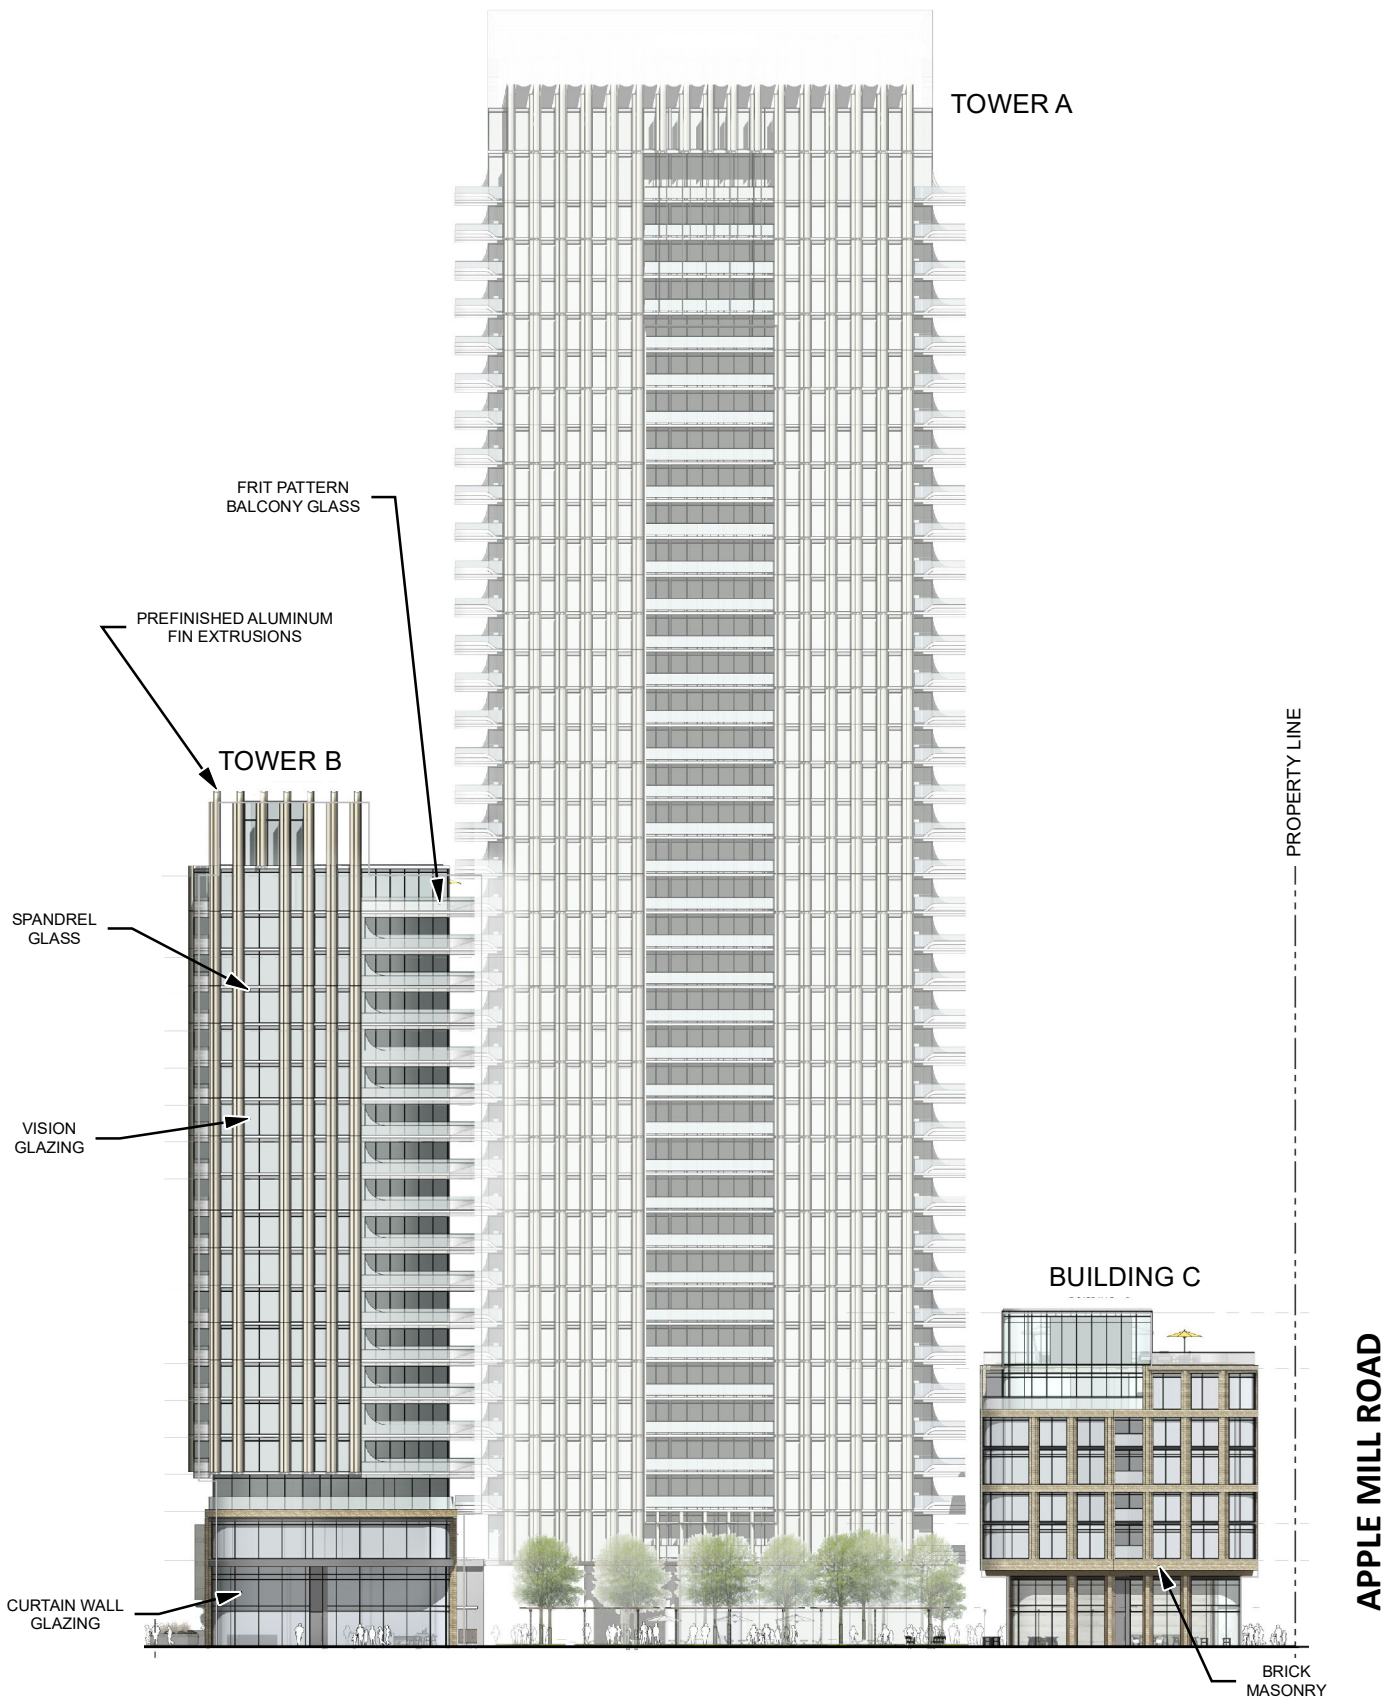 TOWER A
FRIT PATTERN
BALCONY GLASS
PREFINISHED ALUMINUM
FIN EXTRUSIONS
TOWER B
PROPERTY LINE
SPANDREL
GLASS
VISION
GLAZING
BUILDING C
APPLE MILL ROAD
CURTAIN WALL
GLAZING
BRICK
MASONRY